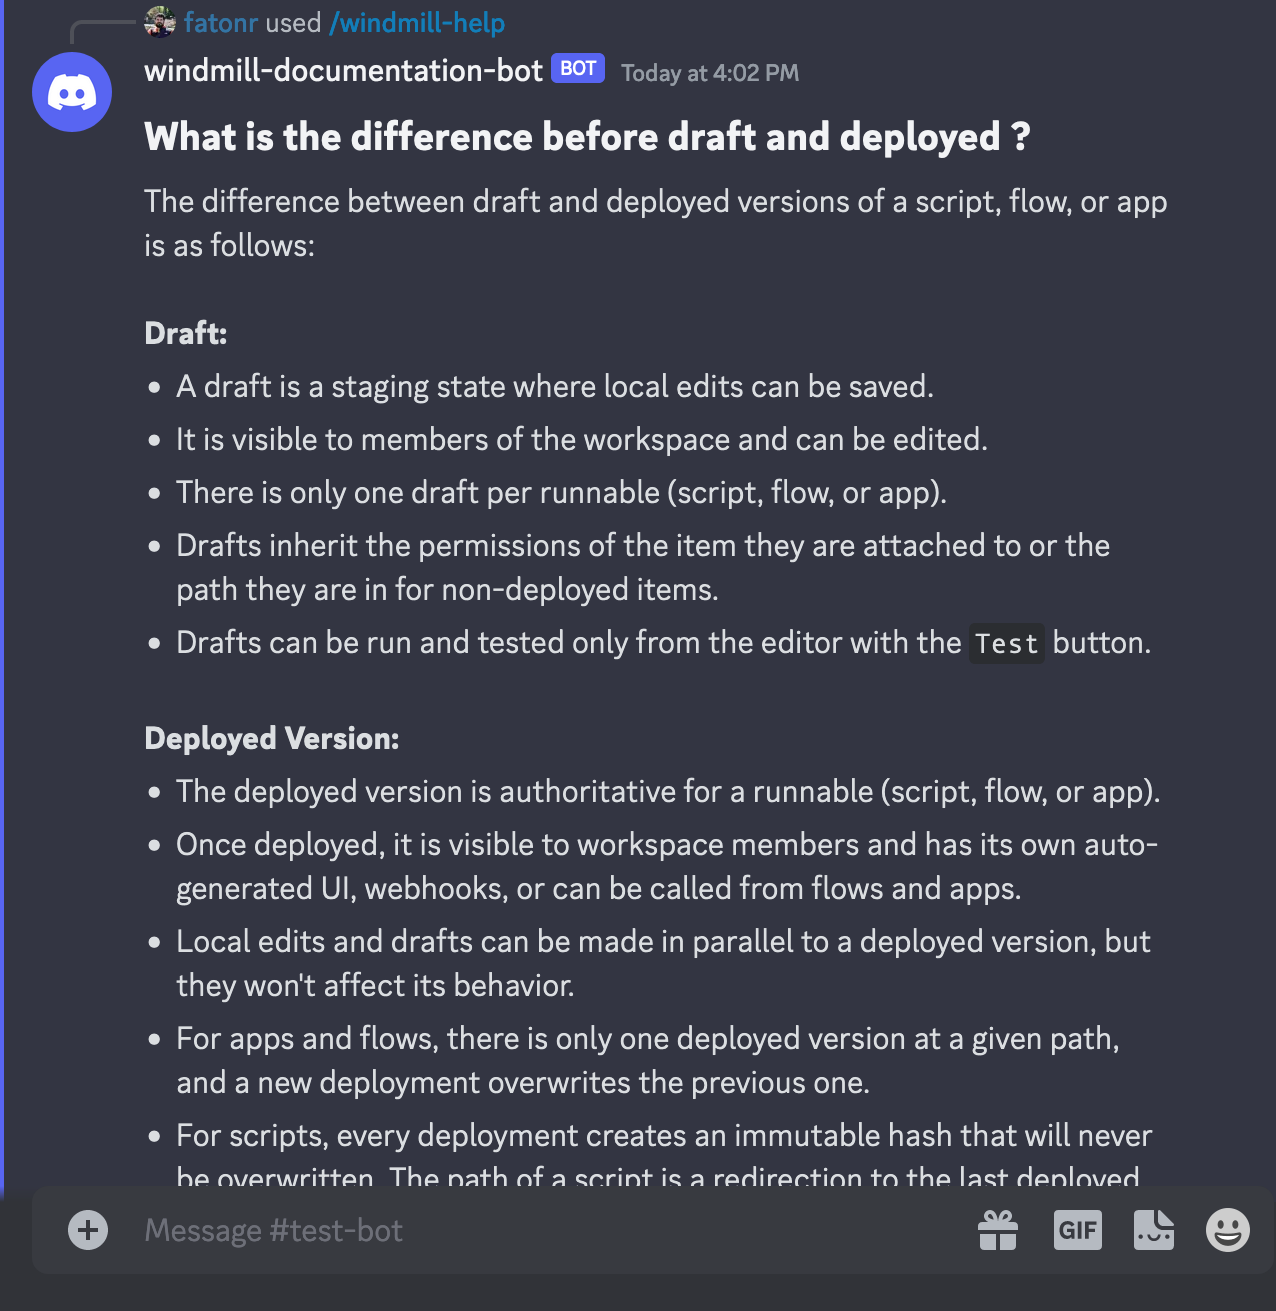 fatonr used /windmill-help
windmill-documentation-bot BOT Today at 4:02 PM
What is the difference before draft and deployed ?
The difference between draft and deployed versions of a script, flow, or app
is as follows:
Draft:
• A draft is a staging state where local edits can be saved.
• It is visible to members of the workspace and can be edited.
• There is only one draft per runnable (script, flow, or app).
• Drafts inherit the permissions of the item they are attached to or the
path they are in for non-deployed items.
• Drafts can be run and tested only from the editor with the Test button.
Deployed Version:
• The deployed version is authoritative for a runnable (script, flow, or app).
• Once deployed, it is visible to workspace members and has its own auto-
generated UI, webhooks, or can be called from flows and apps.
• Local edits and drafts can be made in parallel to a deployed version, but
they won't affect its behavior.
• For apps and flows, there is only one deployed version at a given path,
and a new deployment overwrites the previous one.
• For scripts, every deployment creates an immutable hash that will never
be overwritten. The path of a script is a redirection to the last deployed
Message #test-bot
GIF